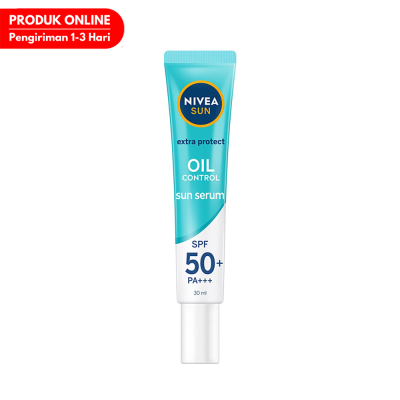 PRODUK ONLINE
Pengiriman 1-3 Hari
NIVEA
SUN
extra protect
OIL
CONTROL
sun serum
SPF
50+
PA+++
30 ml